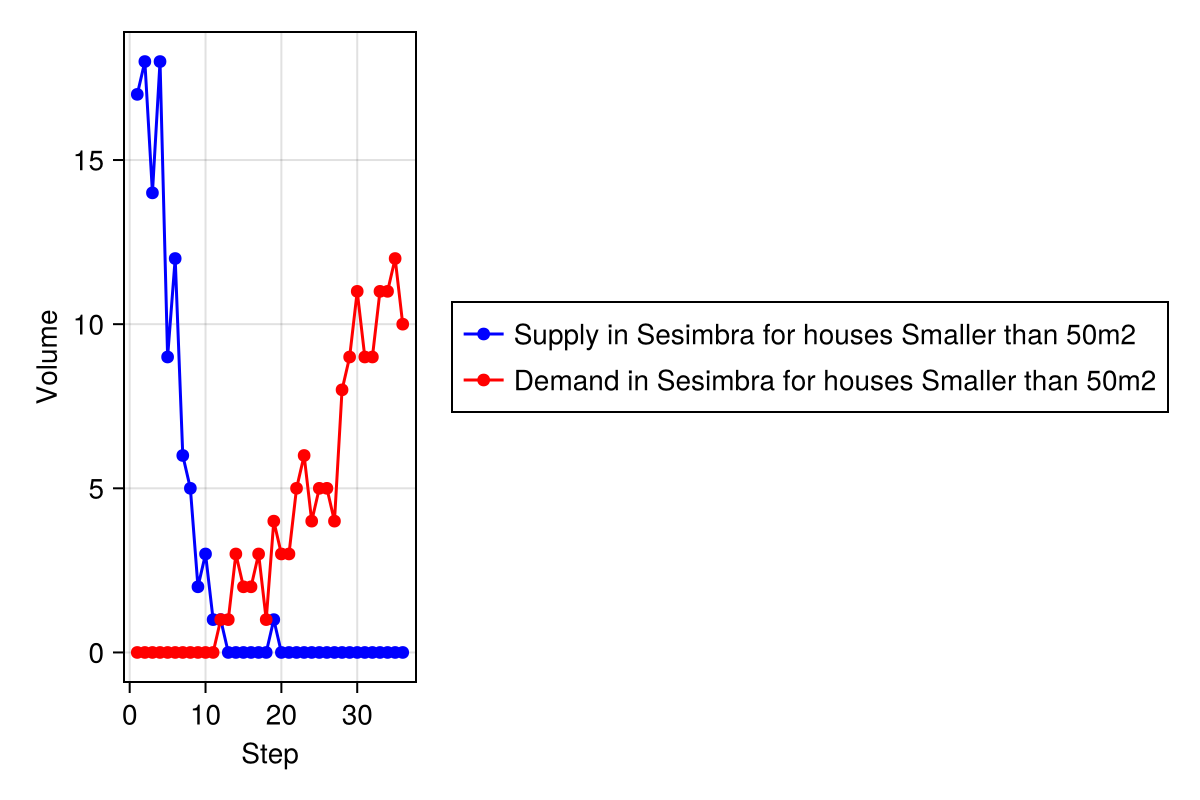 Volume
15
10
5
0
0 10 20 30
Step
Supply in Sesimbra for houses Smaller than 50m2
Demand in Sesimbra for houses Smaller than 50m2